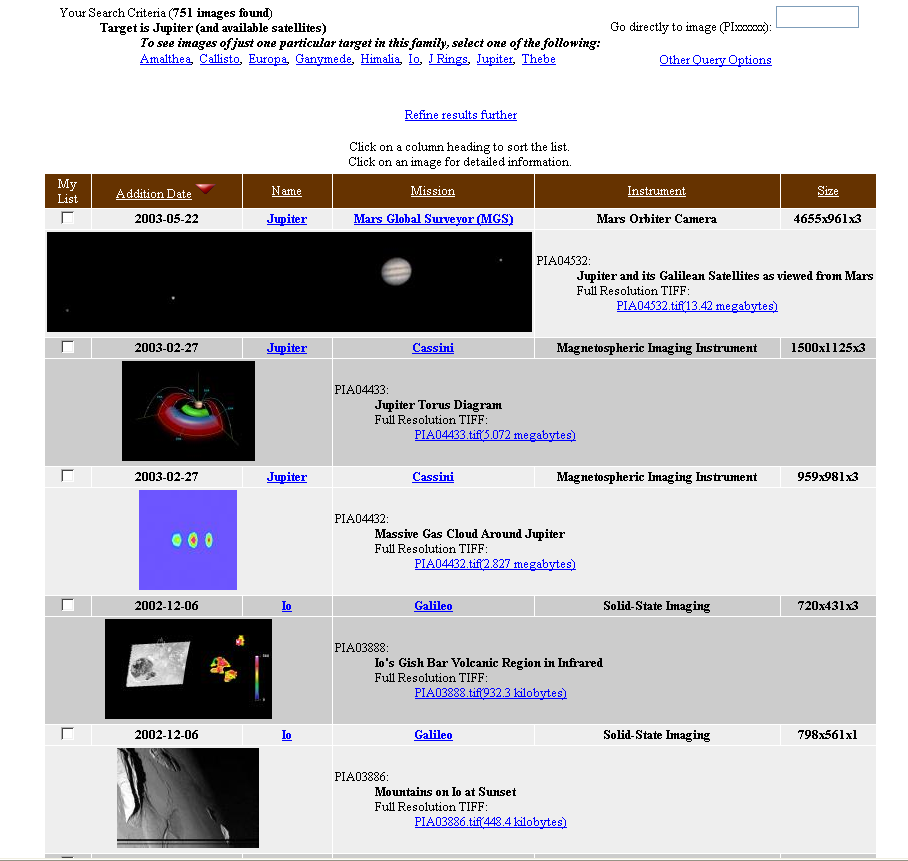 Your Search Criteria (751 images found)
Target is Jupiter (and available satellites)
Go directly to image (PIxxxxx):
To see images of just one particular target in this family, select one of the following:
Amalthea, Callisto, Europa, Ganymede, Himalia, Io, J Rings, Jupiter, Thebe
Other Query Options
Refine results further
Click on a column heading to sort the list.
Click on an image for detailed information.
My List Addition Date Name Mission Instrument Size
2003-05-22 Jupiter Mars Global Surveyor (MGS) Mars Orbiter Camera 4655x961x3
PIA04532:
Jupiter and its Galilean Satellites as viewed from Mars
Full Resolution TIFF:
PIA04532.tif(13.42 megabytes)
2003-02-27 Jupiter Cassini Magnetospheric Imaging Instrument 1500x1125x3
PIA04433:
Jupiter Torus Diagram
Full Resolution TIFF:
PIA04433.tif(5.072 megabytes)
2003-02-27 Jupiter Cassini Magnetospheric Imaging Instrument 959x981x3
PIA04432:
Massive Gas Cloud Around Jupiter
Full Resolution TIFF:
PIA04432.tif(2.827 megabytes)
2002-12-06 Io Galileo Solid-State Imaging 720x431x3
PIA03888:
Io's Gish Bar Volcanic Region in Infrared
Full Resolution TIFF:
PIA03888.tif(932.3 kilobytes)
2002-12-06 Io Galileo Solid-State Imaging 798x561x1
PIA03886:
Mountains on Io at Sunset
Full Resolution TIFF:
PIA03886.tif(448.4 kilobytes)